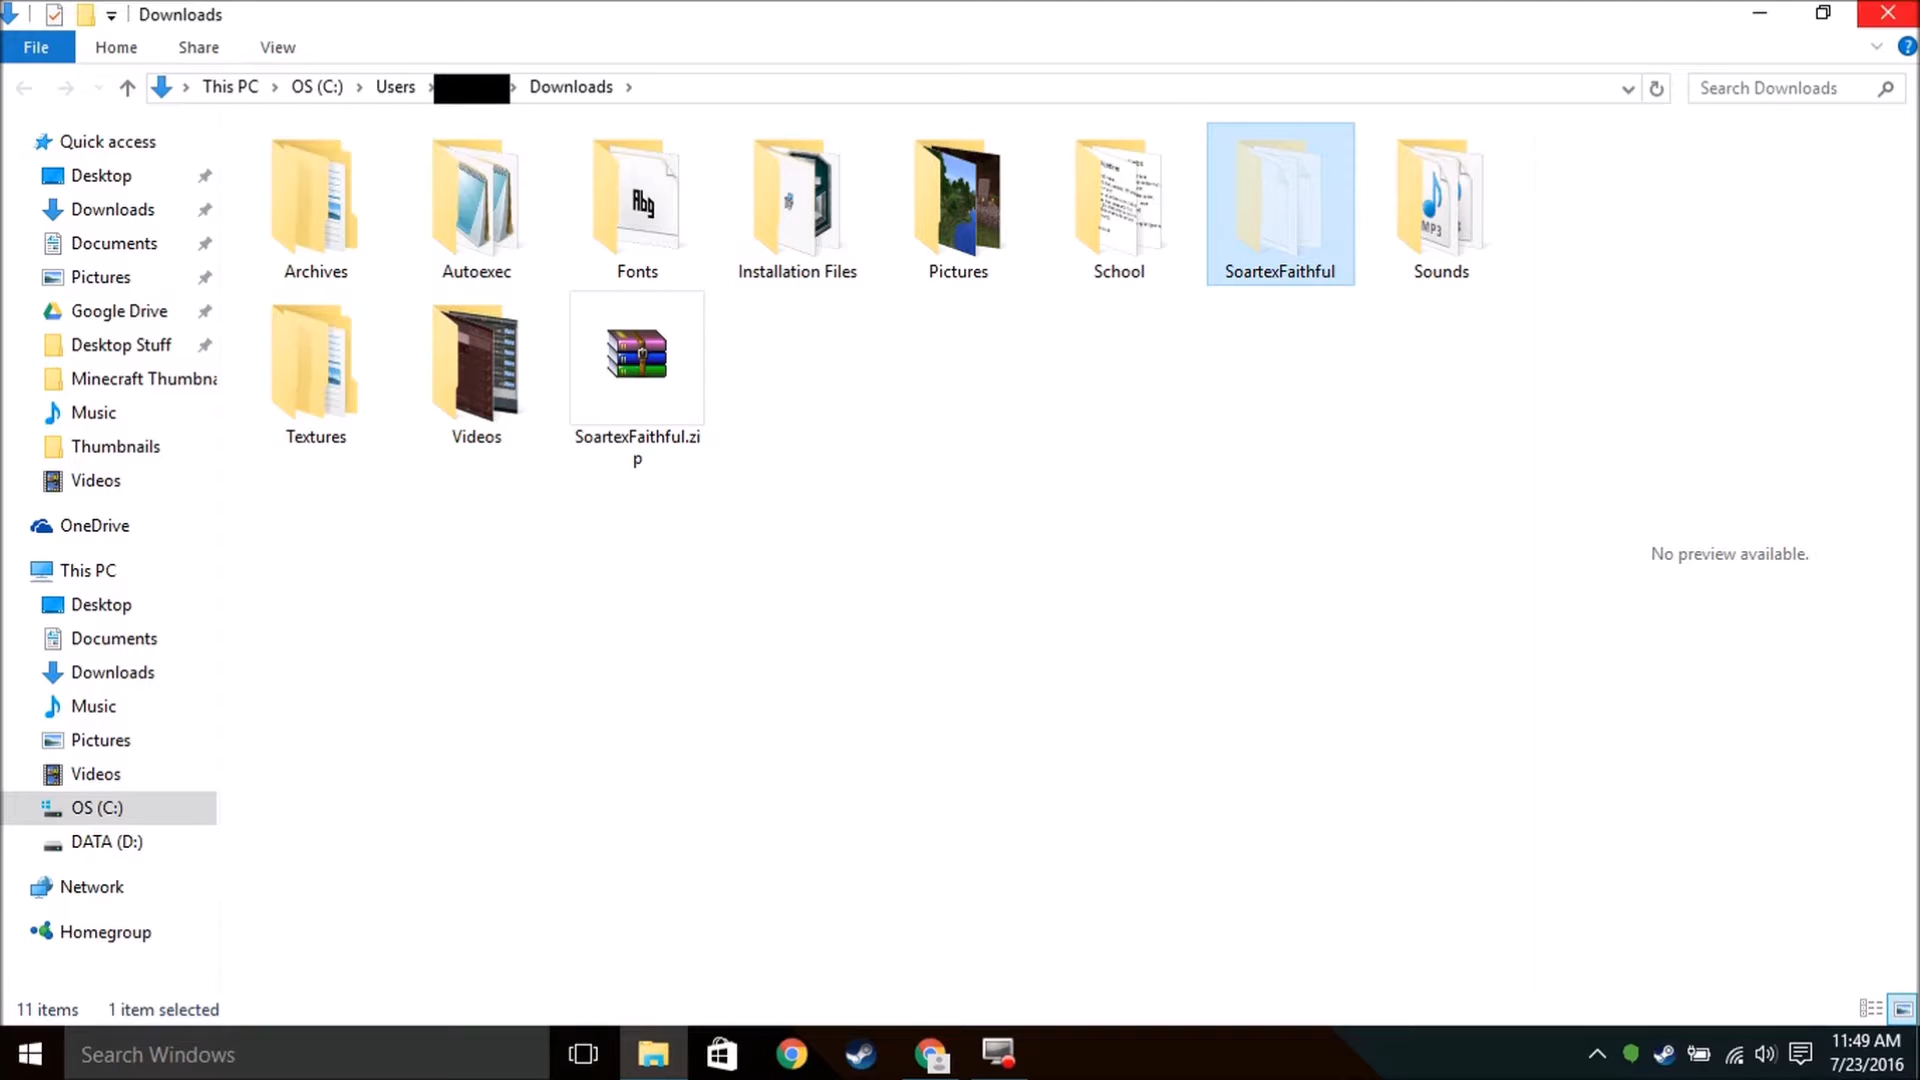 Downloads
File Home Share View
This PC OS (C:) Users Downloads
Search Downloads
Quick access
Desktop
Downloads
Documents
Pictures
Google Drive
Desktop Stuff
Minecraft Thumbna
Music
Thumbnails
Videos
OneDrive
This PC
Desktop
Documents
Downloads
Music
Pictures
Videos
OS (C:)
DATA (D:)
Network
Homegroup
Abg
MP3
Archives Autoexec Fonts Installation Files Pictures School SoartexFaithful Sounds
Textures Videos SoartexFaithful.zi
p
No preview available.
11 items 1 item selected
Search Windows
11:49 AM
7/23/2016